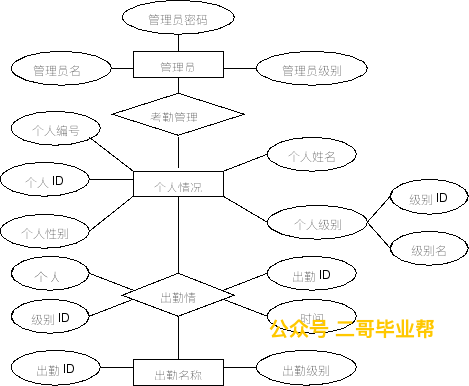 管理员密码
管理员名
管理员
管理员级别
考勤管理
个人编号
个人姓名
个人 ID
个人情况
级别 ID
个人性别
个人级别
级别名
个人
出勤情
出勤 ID
级别 ID
时间
公众号 二哥毕业帮
出勤 ID
出勤名称
出勤级别